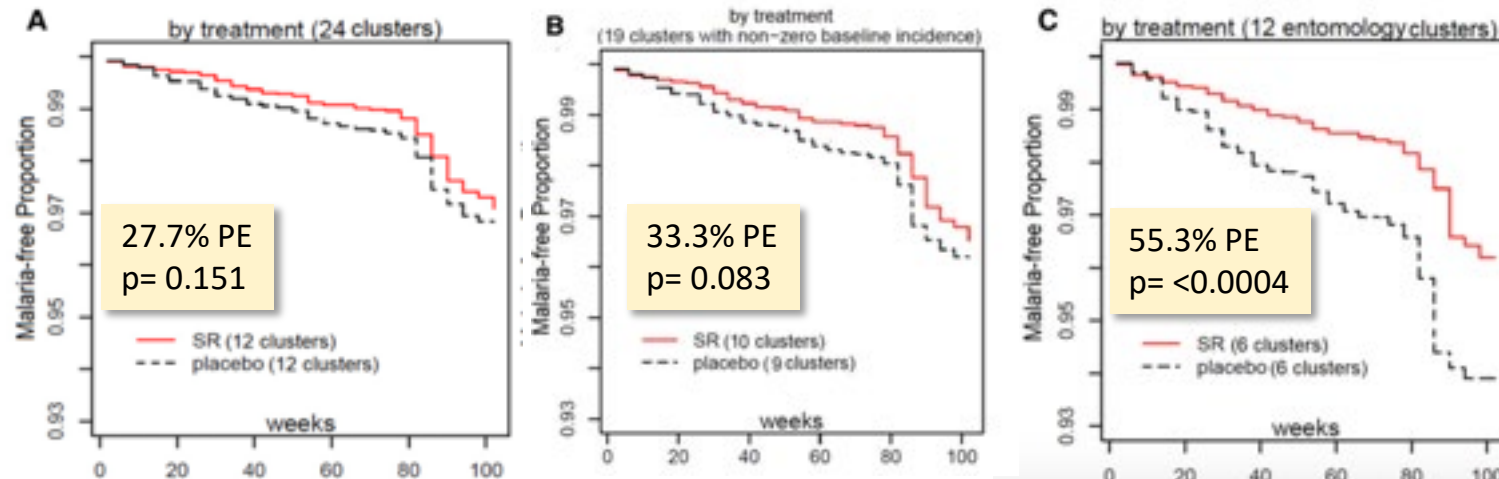 A
by treatment (24 clusters)
Malaria-free Proportion
0.99
0.97
0.95
0.93
27.7% PE
p= 0.151
SR (12 clusters)
placebo (12 clusters)
weeks
0 20 40 60 80 100
B
by treatment
(19 clusters with non-zero baseline incidence)
Malaria-free Proportion
0.99
0.97
0.95
0.93
33.3% PE
p= 0.083
SR (10 clusters)
placebo (9 clusters)
weeks
0 20 40 60 80 100
C
by treatment (12 entomology clusters)
Malaria-free Proportion
0.99
0.97
0.95
0.93
55.3% PE
p= <0.0004
SR (6 clusters)
placebo (6 clusters)
weeks
0 20 40 60 80 100